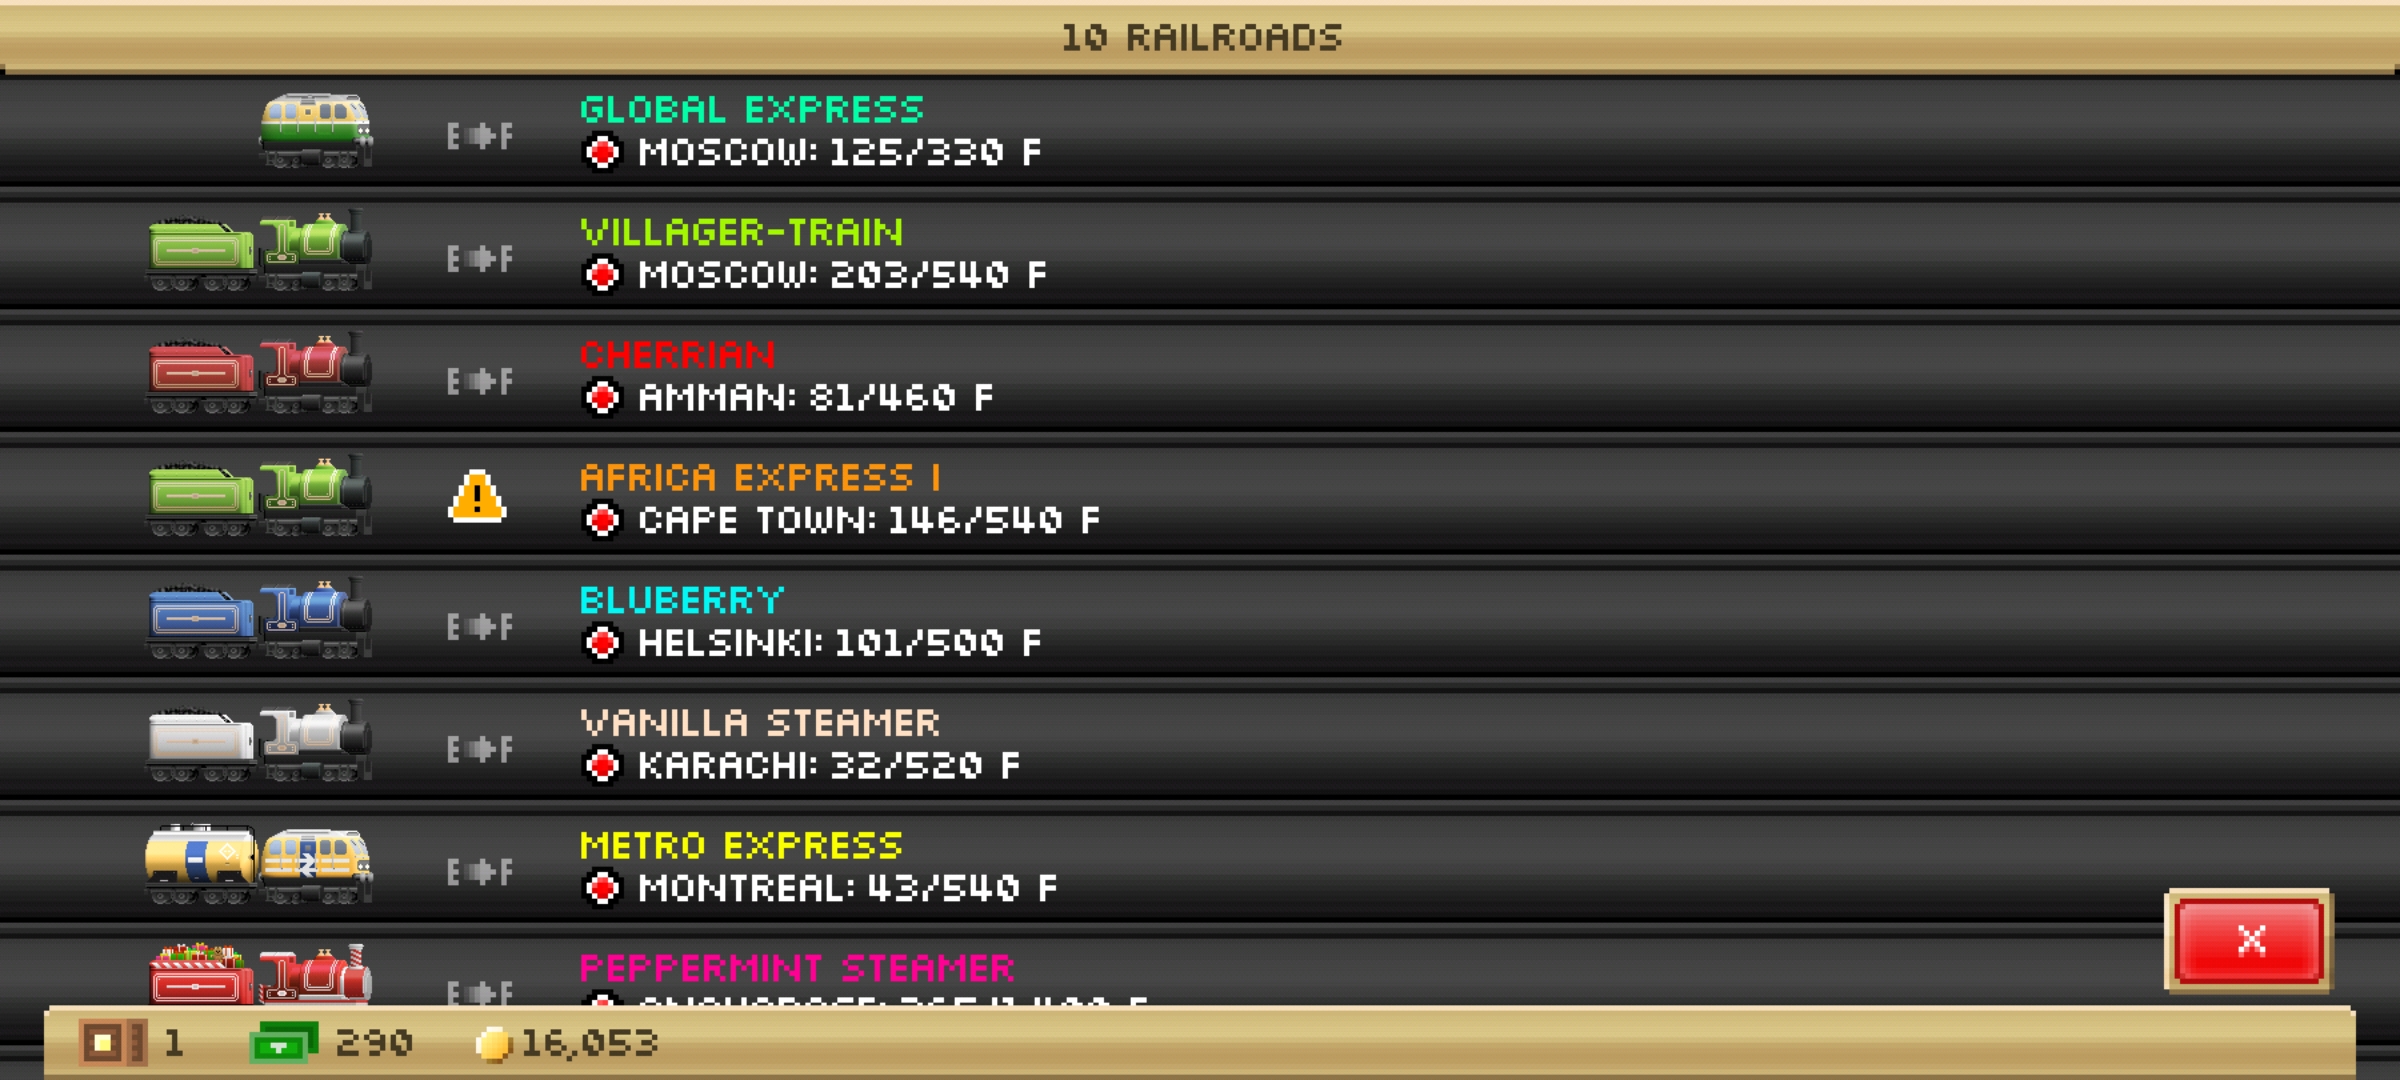 10 RAILROADS
E F
GLOBAL EXPRESS
MOSCOW: 125/330 F
E F
VILLAGER-TRAIN
MOSCOW: 203/540 F
E F
CHERRIAN
AMMAN: 81/460 F
!
AFRICA EXPRESS I
CAPE TOWN: 146/540 F
E F
BLUBERRY
HELSINKI: 101/500 F
E F
VANILLA STEAMER
KARACHI: 32/520 F
E F
METRO EXPRESS
MONTREAL: 43/540 F
X
E F
PEPPERMINT STEAMER
1 290 16,053